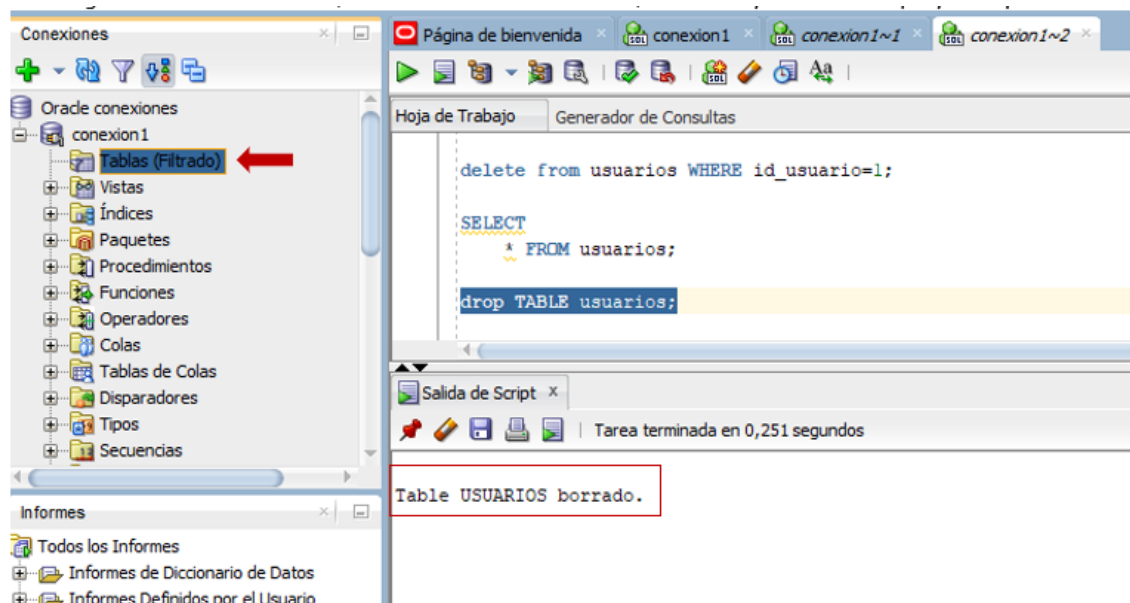 Conexiones
Oracle conexiones
conexion1
Tablas (Filtrado)
Vistas
Índices
Paquetes
Procedimientos
Funciones
Operadores
Colas
Tablas de Colas
Disparadores
Tipos
Secuencias
Informes
Todos los Informes
Informes de Diccionario de Datos
Informes Definidos por el Usuario
Página de bienvenida
conexion1
conexion1~1
conexion1~2
Hoja de Trabajo Generador de Consultas
delete from usuarios WHERE id_usuario=1;
SELECT
* FROM usuarios;
drop TABLE usuarios;
Salida de Script
Tarea terminada en 0,251 segundos
Table USUARIOS borrado.